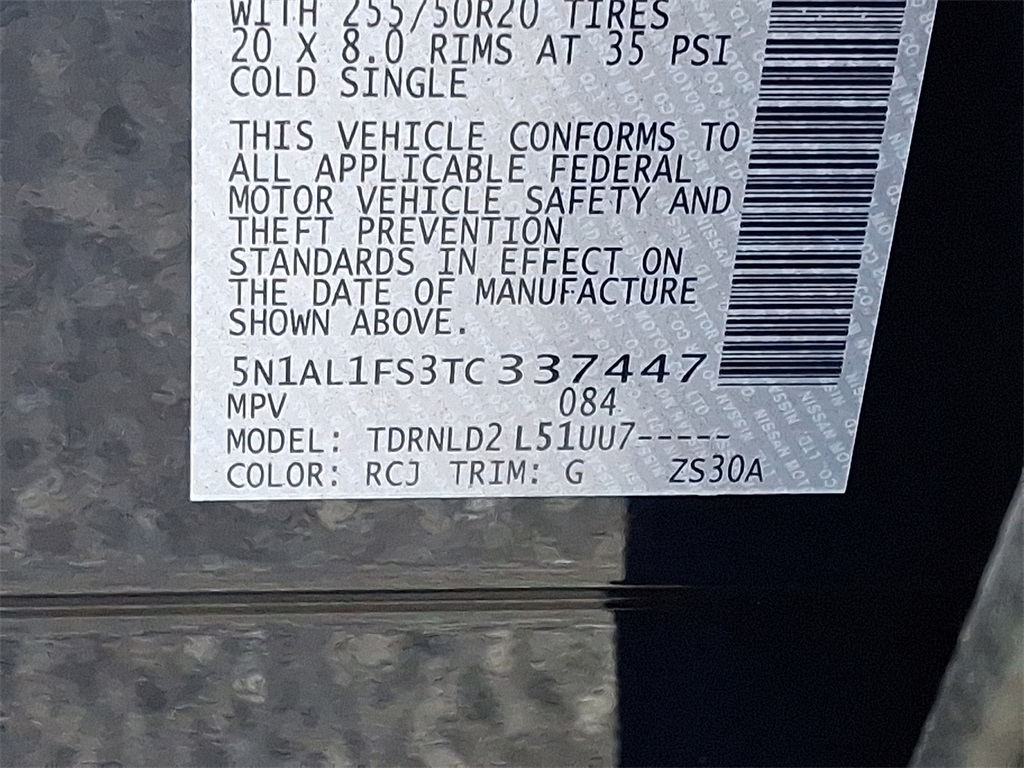 WITH 255/50R20 TIRES
20 X 8.0 RIMS AT 35 PSI
COLD SINGLE
THIS VEHICLE CONFORMS TO
ALL APPLICABLE FEDERAL
MOTOR VEHICLE SAFETY AND
THEFT PREVENTION
STANDARDS IN EFFECT ON
THE DATE OF MANUFACTURE
SHOWN ABOVE.
5N1AL1FS3TC337447
MPV 084
MODEL: TDRNLD2 L51UU7-----
COLOR: RCJ TRIM: G ZS30A